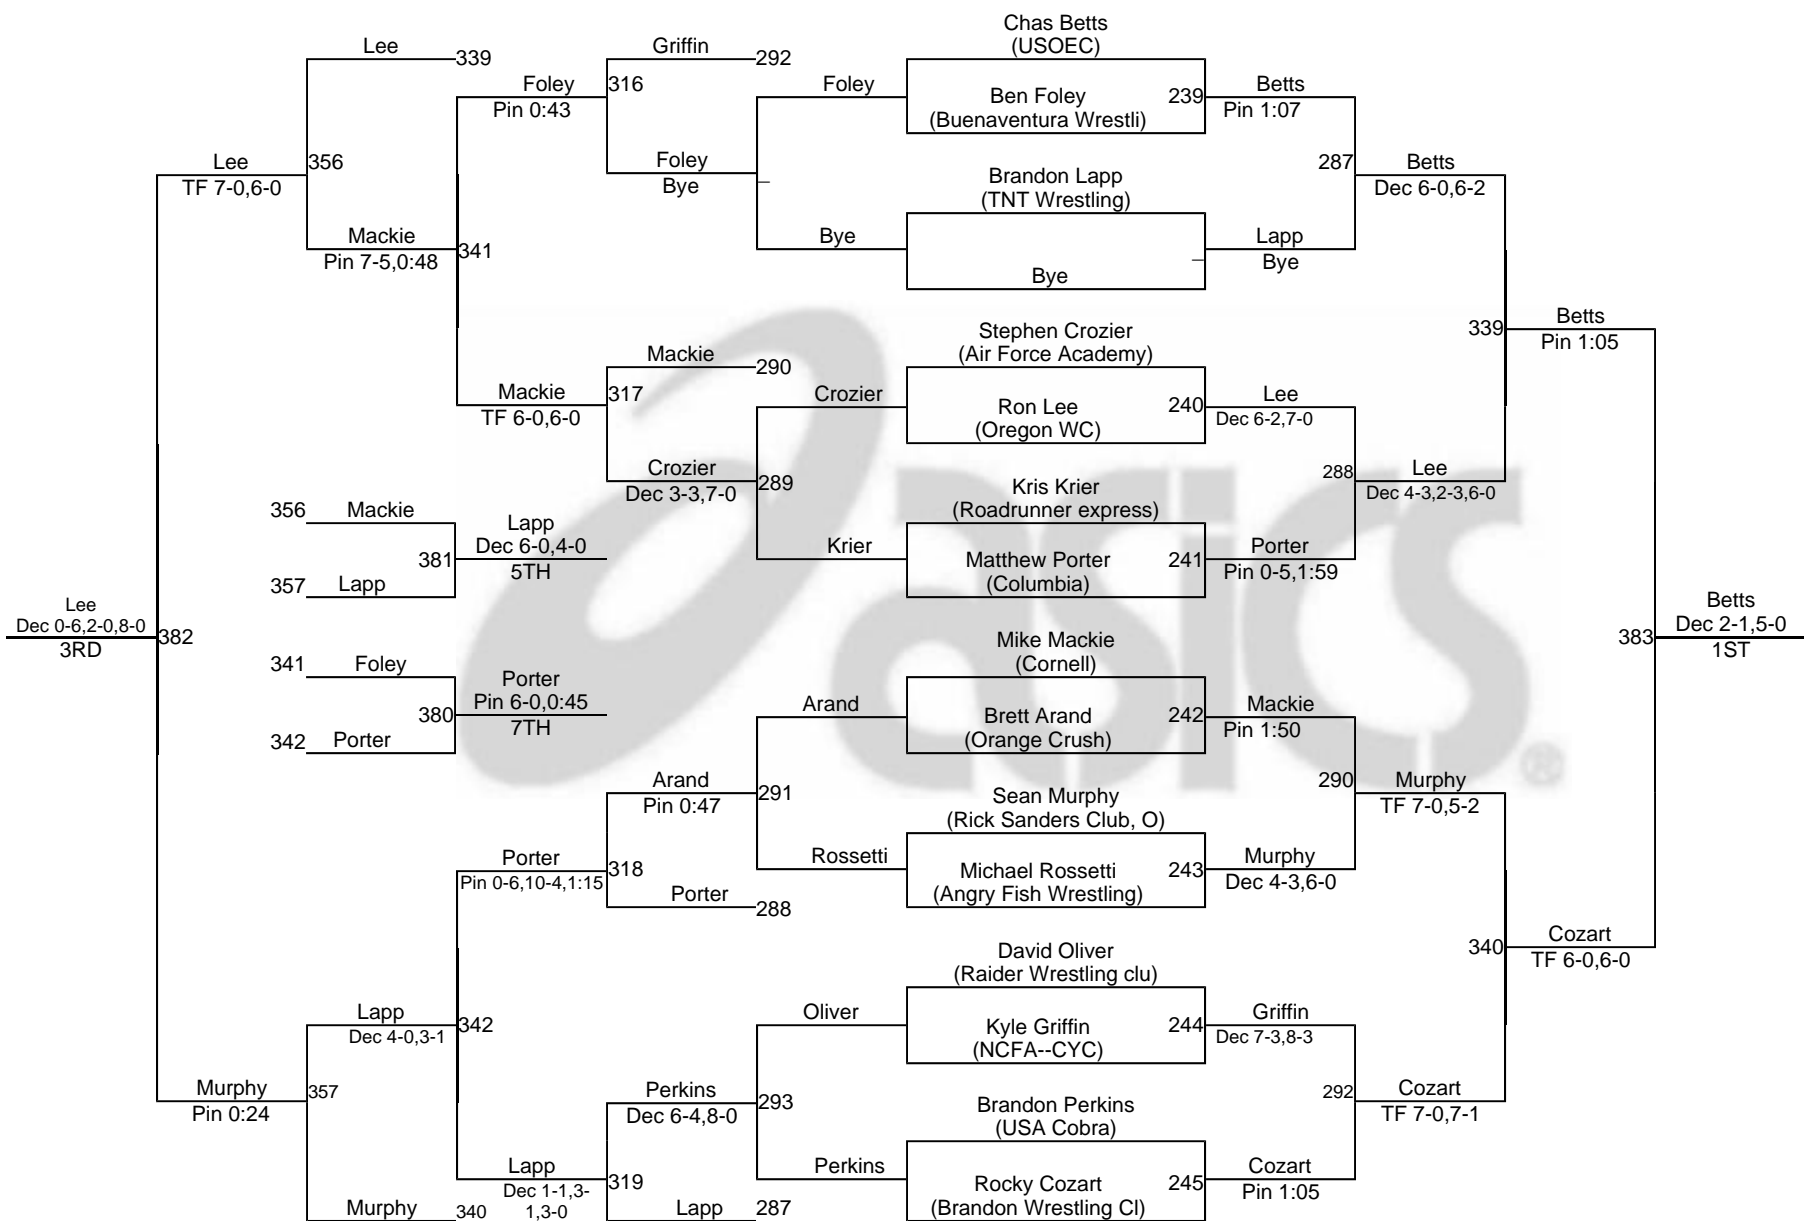 Chas Betts
(USOEC)
Lee
339
Griffin
292
Foley
Pin 0:43
316
Foley
Ben Foley
(Buenaventura Wrestli)
239
Betts
Pin 1:07
Lee
TF 7-0,6-0
356
Foley
Bye
_
Brandon Lapp
(TNT Wrestling)
287
Betts
Dec 6-0,6-2
Mackie
Pin 7-5,0:48
341
Bye
Bye
_
Lapp
Bye
Stephen Crozier
(Air Force Academy)
339
Betts
Pin 1:05
Mackie
290
Mackie
TF 6-0,6-0
317
Crozier
Ron Lee
(Oregon WC)
240
Lee
Dec 6-2,7-0
Crozier
Dec 3-3,7-0
289
Kris Krier
(Roadrunner express)
288
Lee
Dec 4-3,2-3,6-0
356
Mackie
381
Lapp
Dec 6-0,4-0
5TH
357
Lapp
Krier
Matthew Porter
(Columbia)
241
Porter
Pin 0-5,1:59
asics®
Lee
Dec 0-6,2-0,8-0
3RD
382
383
Betts
Dec 2-1,5-0
1ST
Mike Mackie
(Cornell)
341
Foley
380
Porter
Pin 6-0,0:45
7TH
342
Porter
Arand
Brett Arand
(Orange Crush)
242
Mackie
Pin 1:50
Arand
Pin 0:47
291
Sean Murphy
(Rick Sanders Club, O)
290
Murphy
TF 7-0,5-2
Porter
Pin 0-6,10-4,1:15
318
Rossetti
Michael Rossetti
(Angry Fish Wrestling)
243
Murphy
Dec 4-3,6-0
Porter
288
David Oliver
(Raider Wrestling clu)
340
Cozart
TF 6-0,6-0
Lapp
Dec 4-0,3-1
342
Oliver
Kyle Griffin
(NCFA--CYC)
244
Griffin
Dec 7-3,8-3
Murphy
Pin 0:24
357
Perkins
Dec 6-4,8-0
293
Brandon Perkins
(USA Cobra)
292
Cozart
TF 7-0,7-1
Lapp
Dec 1-1,3-
1,3-0
319
Perkins
Rocky Cozart
(Brandon Wrestling Cl)
245
Cozart
Pin 1:05
Murphy
340
Lapp
287